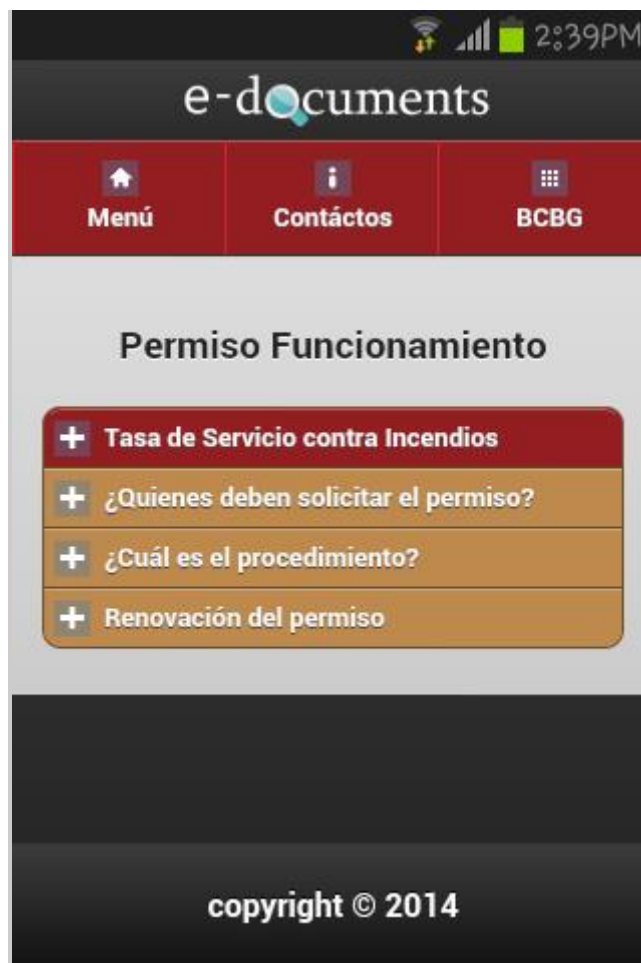 2:39PM
e-documents
Menú
Contáctos
BCBG
Permiso Funcionamiento
Tasa de Servicio contra Incendios
¿Quienes deben solicitar el permiso?
¿Cuál es el procedimiento?
Renovación del permiso
copyright © 2014